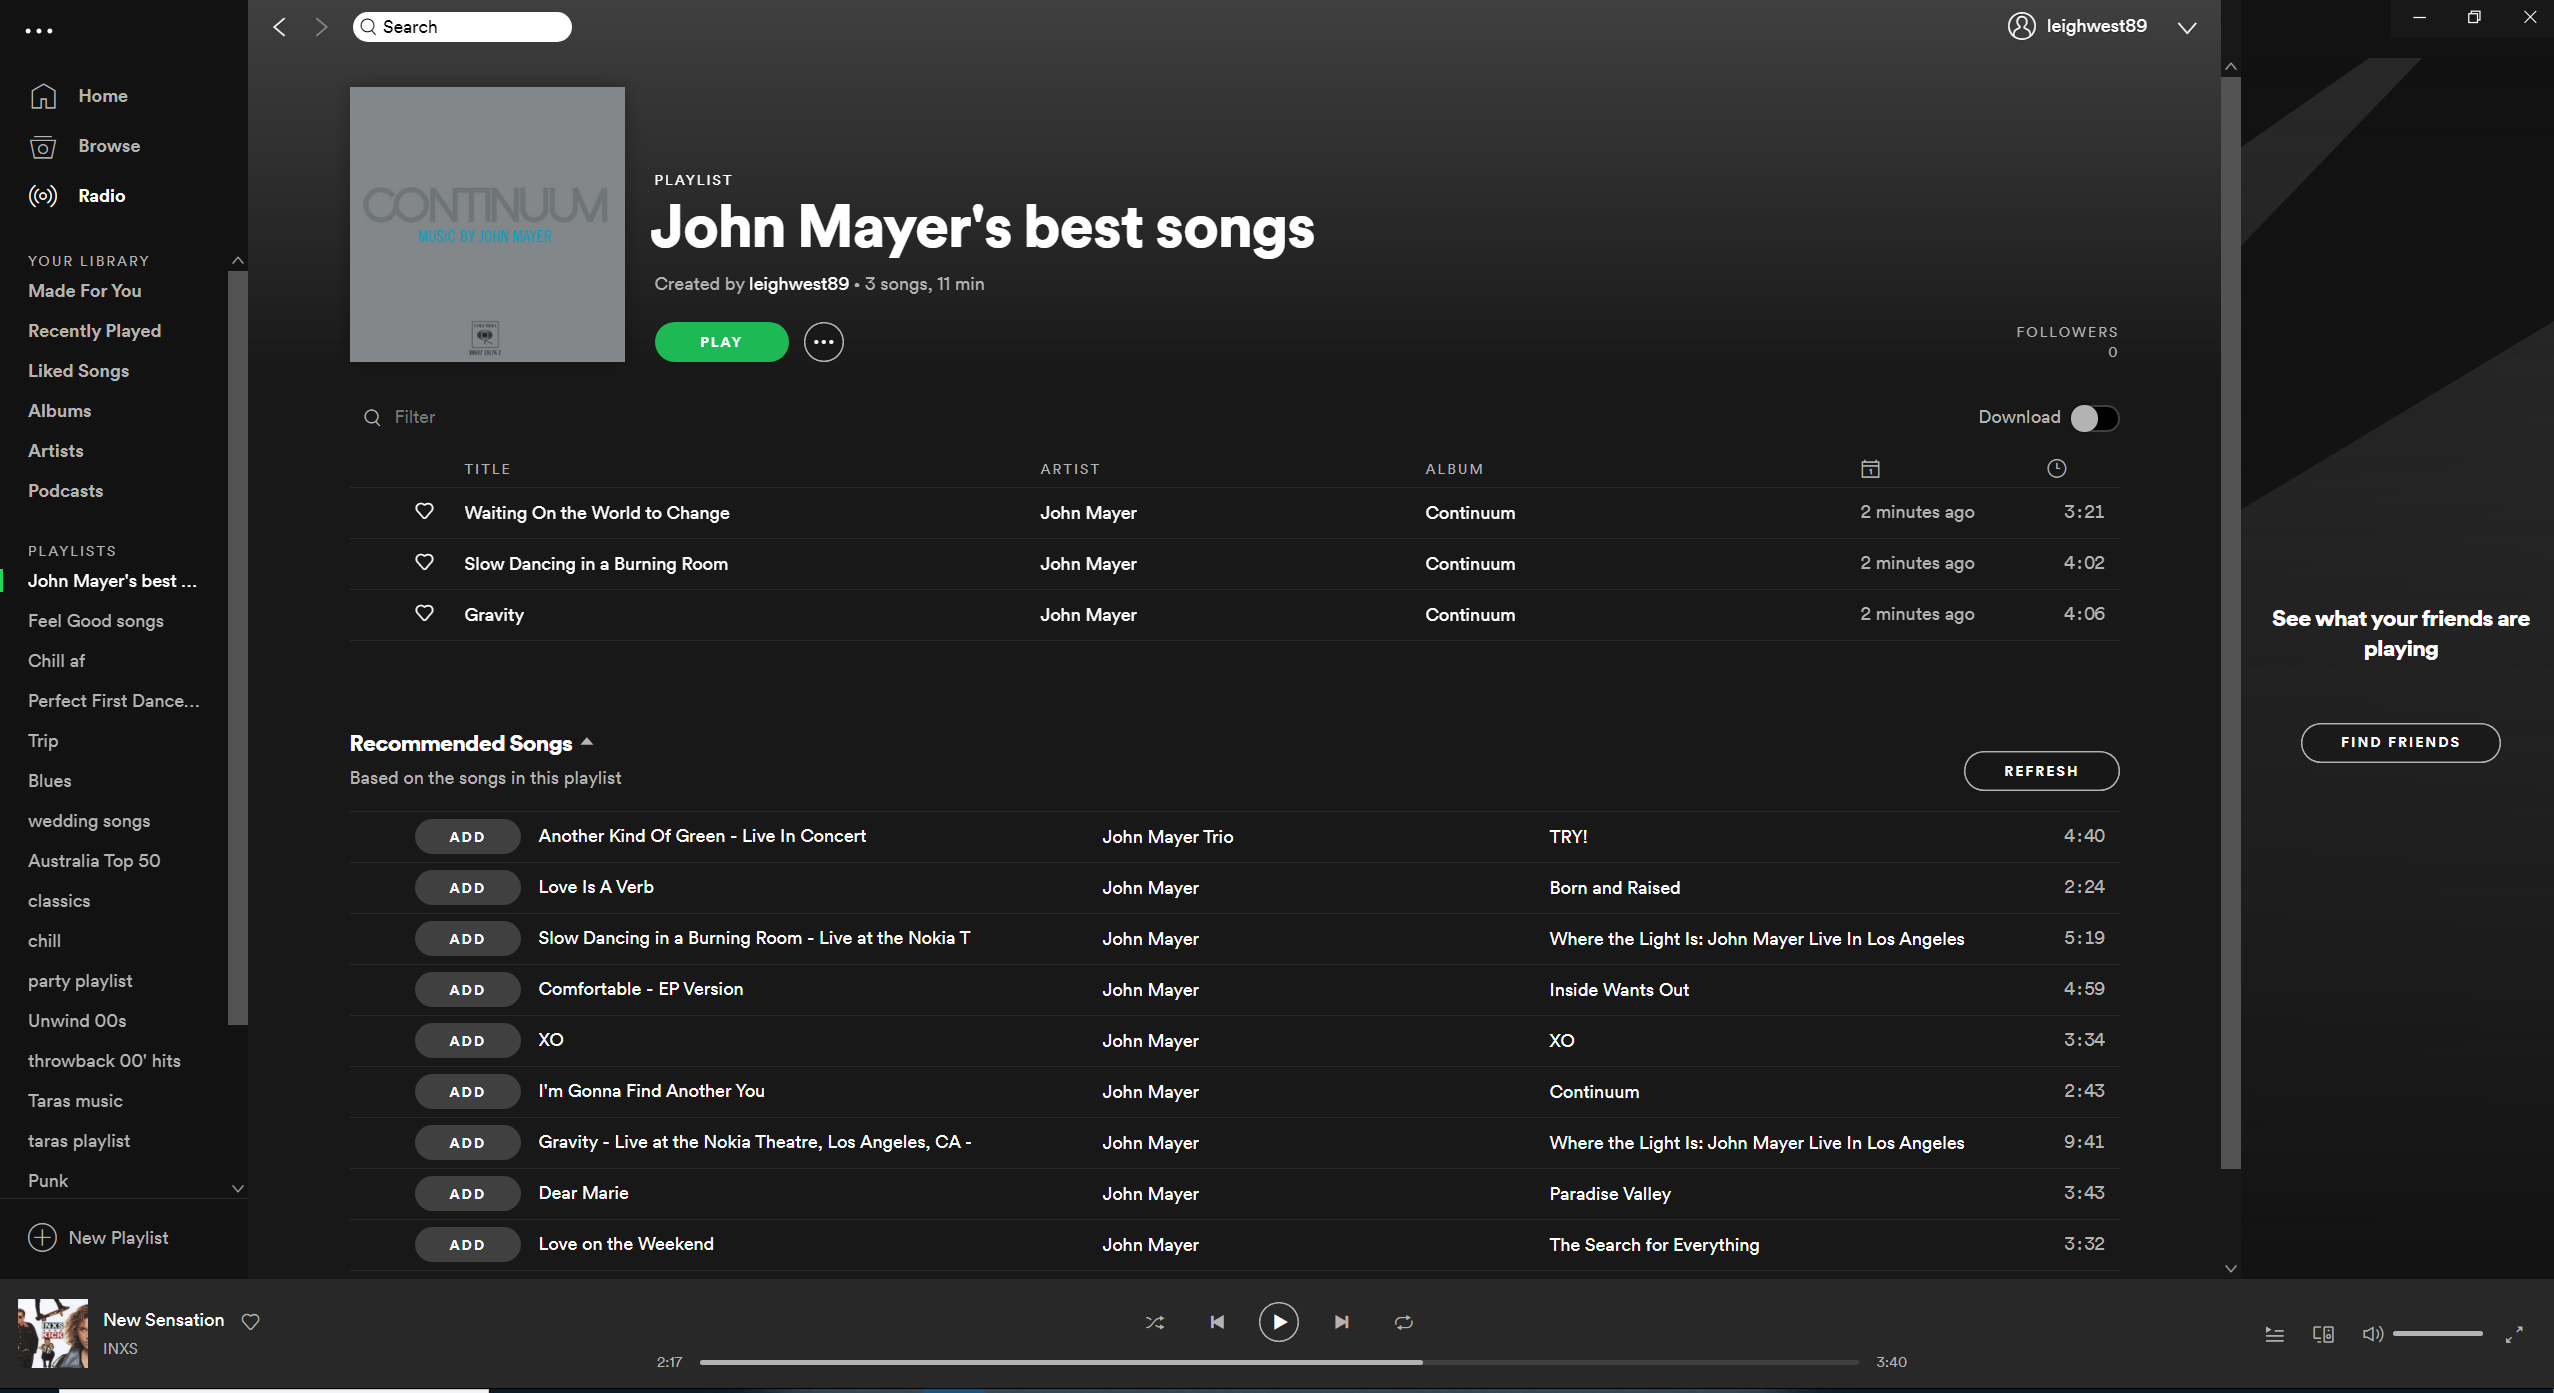 Search
leighwest89
Home
Browse
Radio
YOUR LIBRARY
Made For You
Recently Played
Liked Songs
Albums
Artists
Podcasts
PLAYLISTS
John Mayer's best ...
Feel Good songs
Chill af
Perfect First Dance...
Trip
Blues
wedding songs
Australia Top 50
classics
chill
party playlist
Unwind 00s
throwback 00' hits
Taras music
taras playlist
Punk
New Playlist
CONTINUUM
MUSIC BY JOHN MAYER
PLAYLIST
John Mayer's best songs
Created by leighwest89 • 3 songs, 11 min
PLAY
FOLLOWERS
0
Filter
Download
TITLE ARTIST ALBUM
Waiting On the World to Change John Mayer Continuum 2 minutes ago 3:21
Slow Dancing in a Burning Room John Mayer Continuum 2 minutes ago 4:02
Gravity John Mayer Continuum 2 minutes ago 4:06
Recommended Songs
Based on the songs in this playlist
REFRESH
ADD Another Kind Of Green - Live In Concert John Mayer Trio TRY! 4:40
ADD Love Is A Verb John Mayer Born and Raised 2:24
ADD Slow Dancing in a Burning Room - Live at the Nokia T John Mayer Where the Light Is: John Mayer Live In Los Angeles 5:19
ADD Comfortable - EP Version John Mayer Inside Wants Out 4:59
ADD XO John Mayer XO 3:34
ADD I'm Gonna Find Another You John Mayer Continuum 2:43
ADD Gravity - Live at the Nokia Theatre, Los Angeles, CA - John Mayer Where the Light Is: John Mayer Live In Los Angeles 9:41
ADD Dear Marie John Mayer Paradise Valley 3:43
ADD Love on the Weekend John Mayer The Search for Everything 3:32
See what your friends are
playing
FIND FRIENDS
INXS
KICK
New Sensation
INXS
2:17
3:40